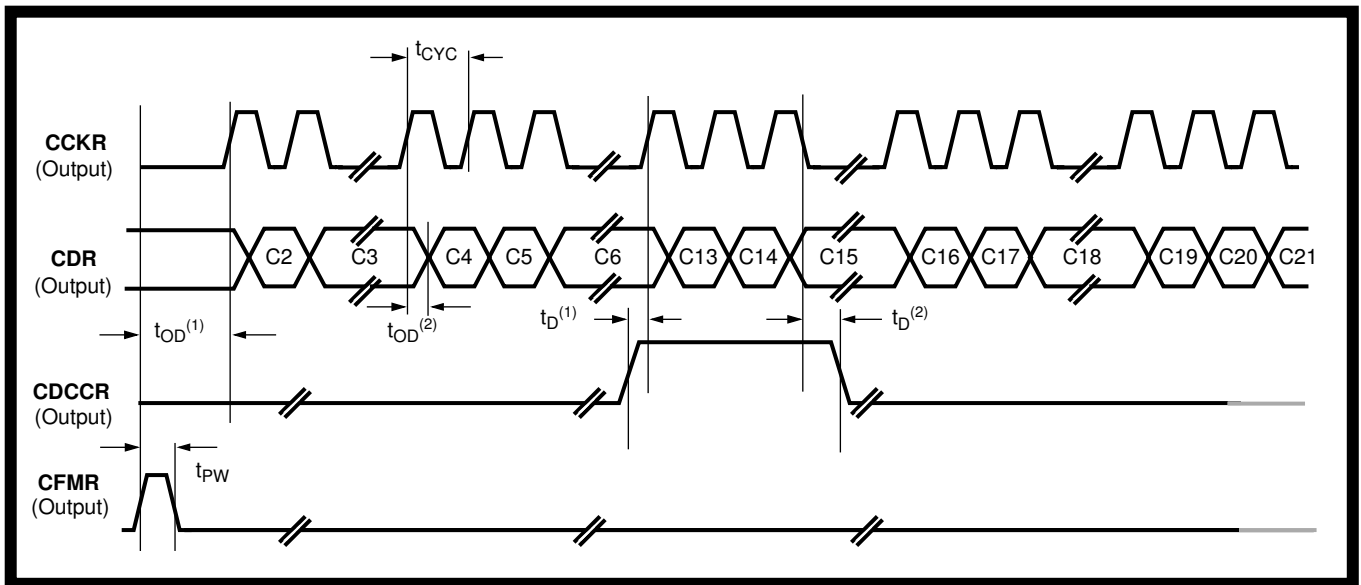 tCYC
CCKR
(Output)
CDR
(Output)
C2 C3 C4 C5 C6 C13 C14 C15 C16 C17 C18 C19 C20 C21
tOD(1) tOD(2) tD(1) tD(2)
CDCCR
(Output)
tPW
CFMR
(Output)